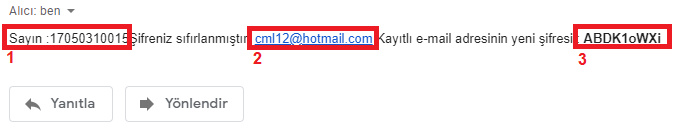 Alıcı: ben
Sayın :17050310015 Şifreniz sıfırlanmıştır. cml12@hotmail.com Kayıtlı e-mail adresinin yeni şifresi: ABDK1oWXi
1 2 3
Yanıtla Yönlendir